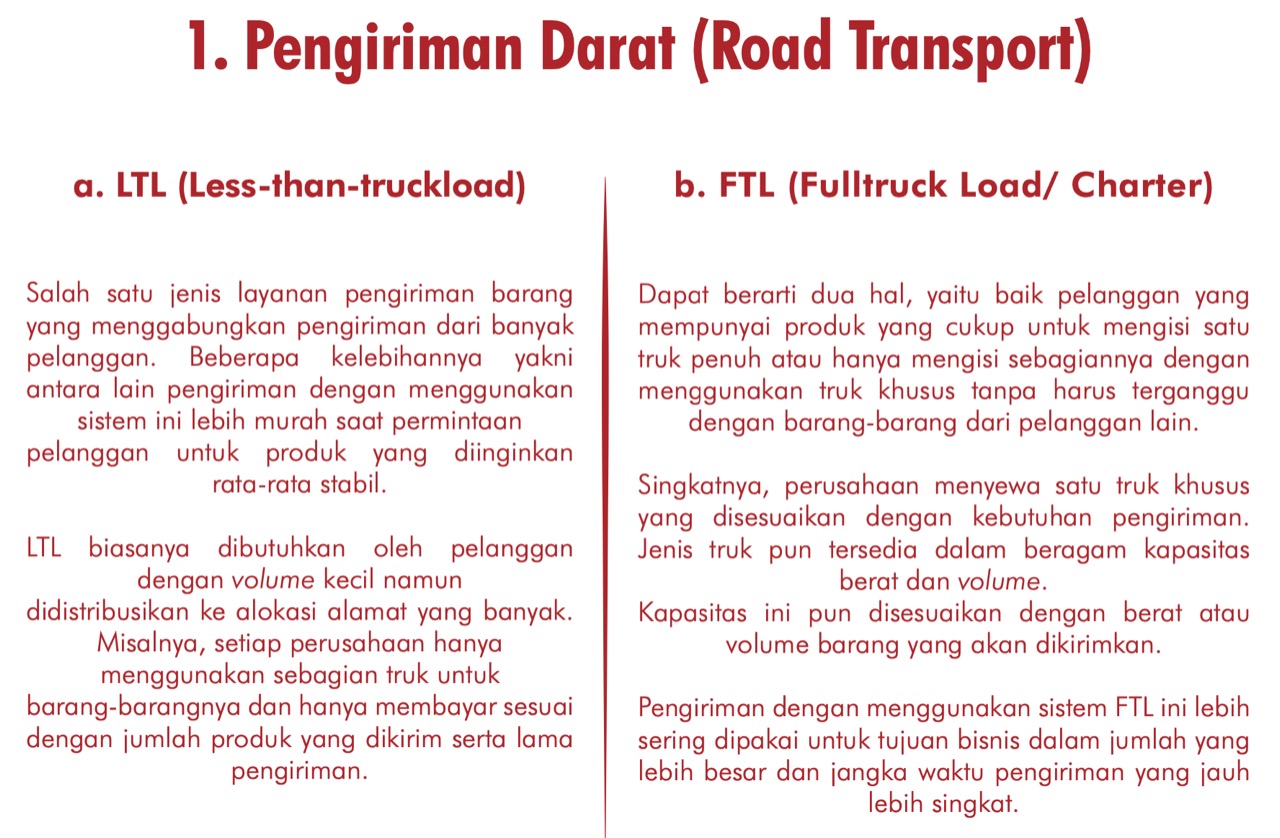 1. Pengiriman Darat (Road Transport)
a. LTL (Less-than-truckload)
Salah satu jenis layanan pengiriman barang
yang menggabungkan pengiriman dari banyak
pelanggan. Beberapa kelebihannya yakni
antara lain pengiriman dengan menggunakan
sistem ini lebih murah saat permintaan
pelanggan untuk produk yang diinginkan
rata-rata stabil.
LTL biasanya dibutuhkan oleh pelanggan
dengan volume kecil namun
didistribusikan ke alokasi alamat yang banyak.
Misalnya, setiap perusahaan hanya
menggunakan sebagian truk untuk
barang-barangnya dan hanya membayar sesuai
dengan jumlah produk yang dikirim serta lama
pengiriman.
b. FTL (Fulltruck Load/ Charter)
Dapat berarti dua hal, yaitu baik pelanggan yang
mempunyai produk yang cukup untuk mengisi satu
truk penuh atau hanya mengisi sebagiannya dengan
menggunakan truk khusus tanpa harus terganggu
dengan barang-barang dari pelanggan lain.
Singkatnya, perusahaan menyewa satu truk khusus
yang disesuaikan dengan kebutuhan pengiriman.
Jenis truk pun tersedia dalam beragam kapasitas
berat dan volume.
Kapasitas ini pun disesuaikan dengan berat atau
volume barang yang akan dikirimkan.
Pengiriman dengan menggunakan sistem FTL ini lebih
sering dipakai untuk tujuan bisnis dalam jumlah yang
lebih besar dan jangka waktu pengiriman yang jauh
lebih singkat.